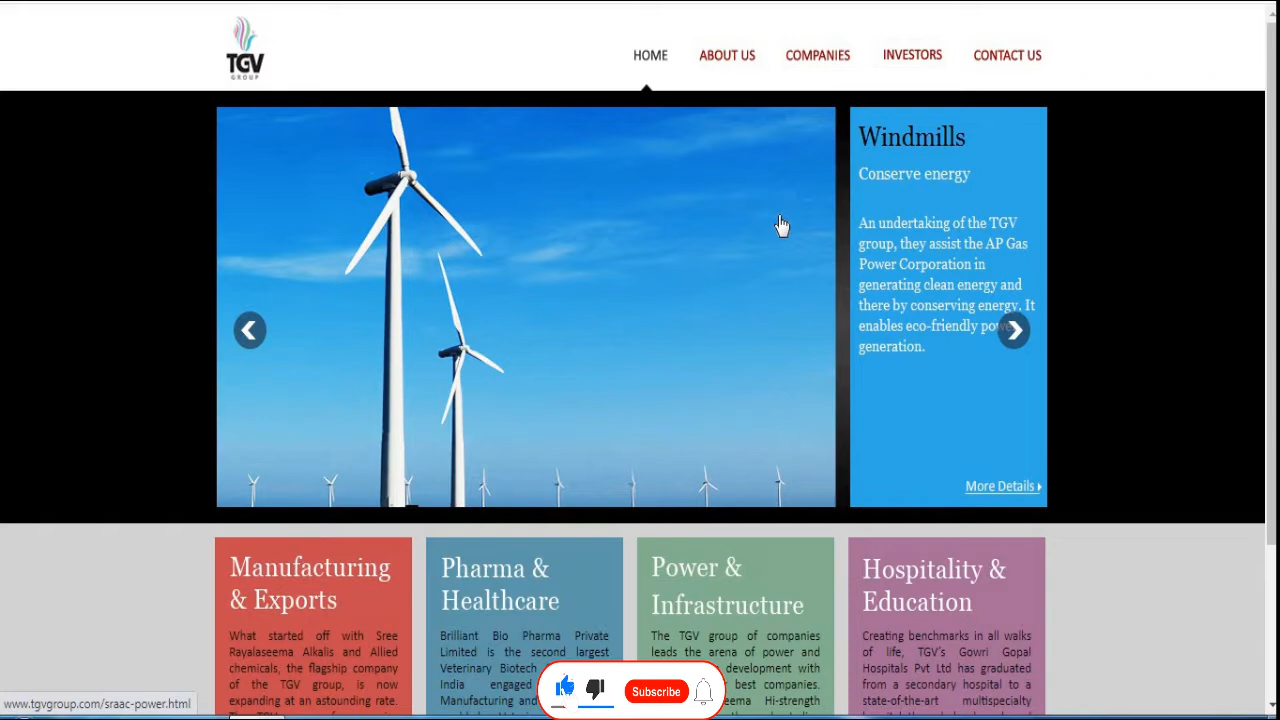 TGV
GROUP
HOME
ABOUT US
COMPANIES
INVESTORS
CONTACT US
Windmills
Conserve energy
An undertaking of the TGV
group, they assist the AP Gas
Power Corporation in
generating clean energy and
there by conserving energy. It
enables eco-friendly power
generation.
More Details
Manufacturing
& Exports
What started off with Sree
Rayalaseema Alkalis and Allied
chemicals, the flagship company
of the TGV group, is now
expanding at an astounding rate.
Pharma &
Healthcare
Brilliant Bio Pharma Private
Limited is the second largest
Veterinary Biotech
India engaged
Manufacturing and
Power &
Infrastructure
The TGV group of companies
leads the arena of power and
development with
best companies.
Hi-strength
Hospitality &
Education
Creating benchmarks in all walks
of life, TGV's Gowri Gopal
Hospitals Pvt Ltd has graduated
from a secondary hospital to a
state-of-the-art multispecialty
www.tgvgroup.com/sraac-power.html
Subscribe